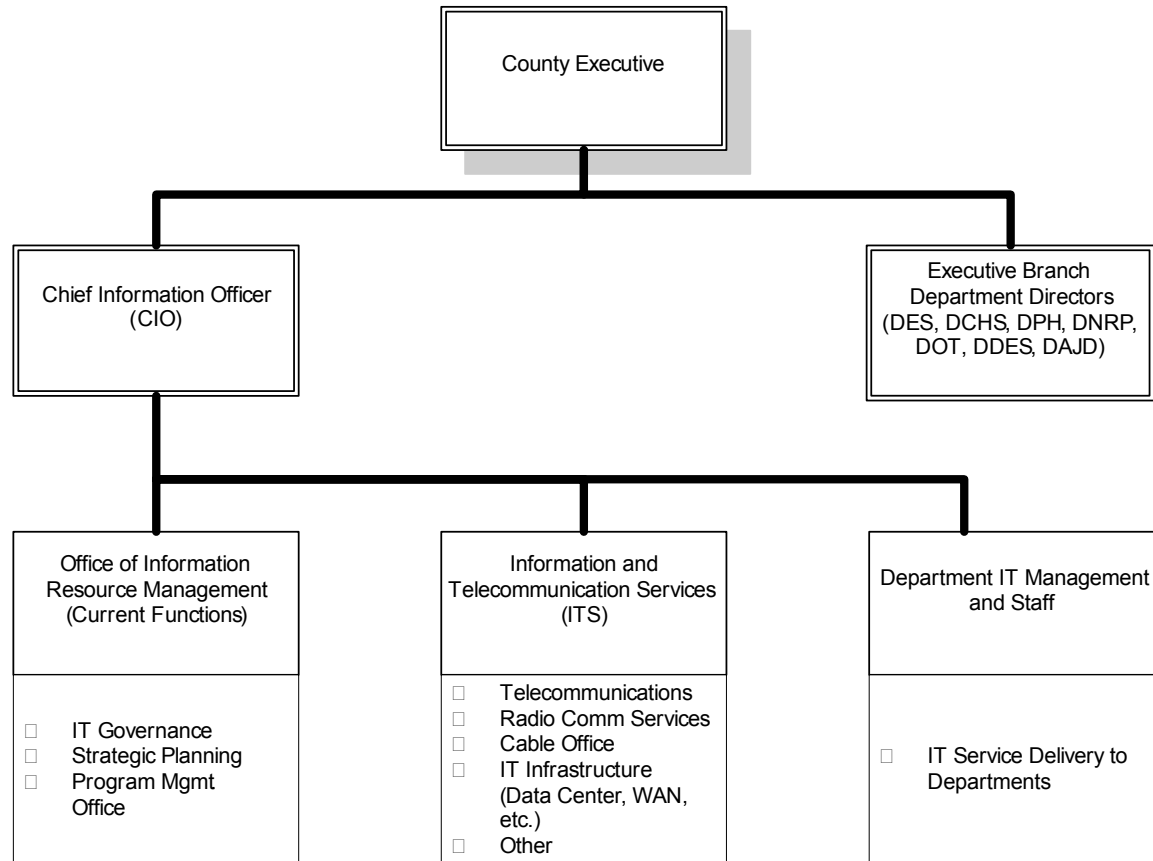 County Executive
Chief Information Officer
(CIO)
Executive Branch
Department Directors
(DES, DCHS, DPH, DNRP,
DOT, DDES, DAJD)
Office of Information
Resource Management
(Current Functions)
IT Governance
Strategic Planning
Program Mgmt
Office
Information and
Telecommunication Services
(ITS)
Telecommunications
Radio Comm Services
Cable Office
IT Infrastructure
(Data Center, WAN,
etc.)
Other
Department IT Management
and Staff
IT Service Delivery to
Departments